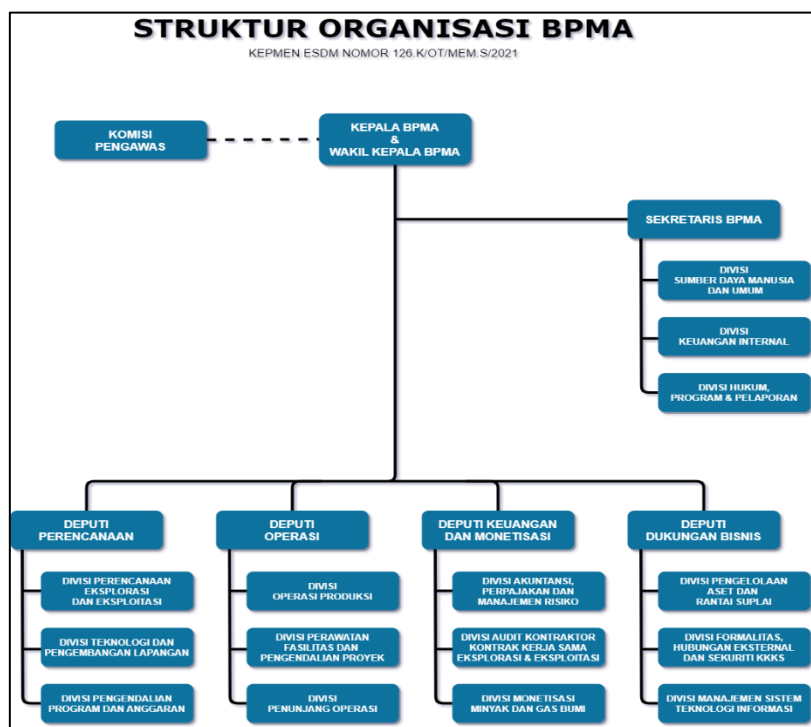 STRUKTUR ORGANISASI BPMA
KEPMEN ESDM NOMOR 126.K/OT/MEM.S/2021
KOMISI
PENGAWAS
KEPALA BPMA
&
WAKIL KEPALA BPMA
SEKRETARIS BPMA
DIVISI
SUMBER DAYA MANUSIA
DAN UMUM
DIVISI
KEUANGAN INTERNAL
DIVISI HUKUM,
PROGRAM & PELAPORAN
DEPUTI
PERENCANAAN
DIVISI PERENCANAAN
EKSPLORASI
DAN EKSPLOITASI
DIVISI TEKNOLOGI DAN
PENGEMBANGAN LAPANGAN
DIVISI PENGENDALIAN
PROGRAM DAN ANGGARAN
DEPUTI
OPERASI
DIVISI
OPERASI PRODUKSI
DIVISI PERAWATAN
FASILITAS DAN
PENGENDALIAN PROYEK
DIVISI
PENUNJANG OPERASI
DEPUTI KEUANGAN
DAN MONETISASI
DIVISI AKUNTANSI,
PERPAJAKAN DAN
MANAJEMEN RISIKO
DIVISI AUDIT KONTRAKTOR
KONTRAK KERJA SAMA
EKSPLORASI & EKSPLOITASI
DIVISI MONETISASI
MINYAK DAN GAS BUMI
DEPUTI
DUKUNGAN BISNIS
DIVISI PENGELOLAAN
ASET DAN
RANTAI SUPLAI
DIVISI FORMALITAS,
HUBUNGAN EKSTERNAL
DAN SEKURITI KKKS
DIVISI MANAJEMEN SISTEM
TEKNOLOGI INFORMASI